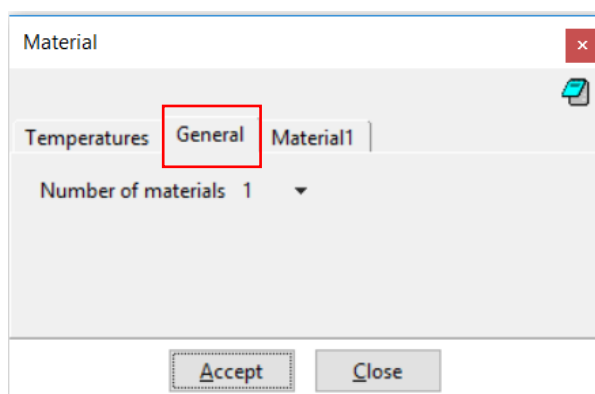 Material
Temperatures General Material1
Number of materials 1
Accept Close